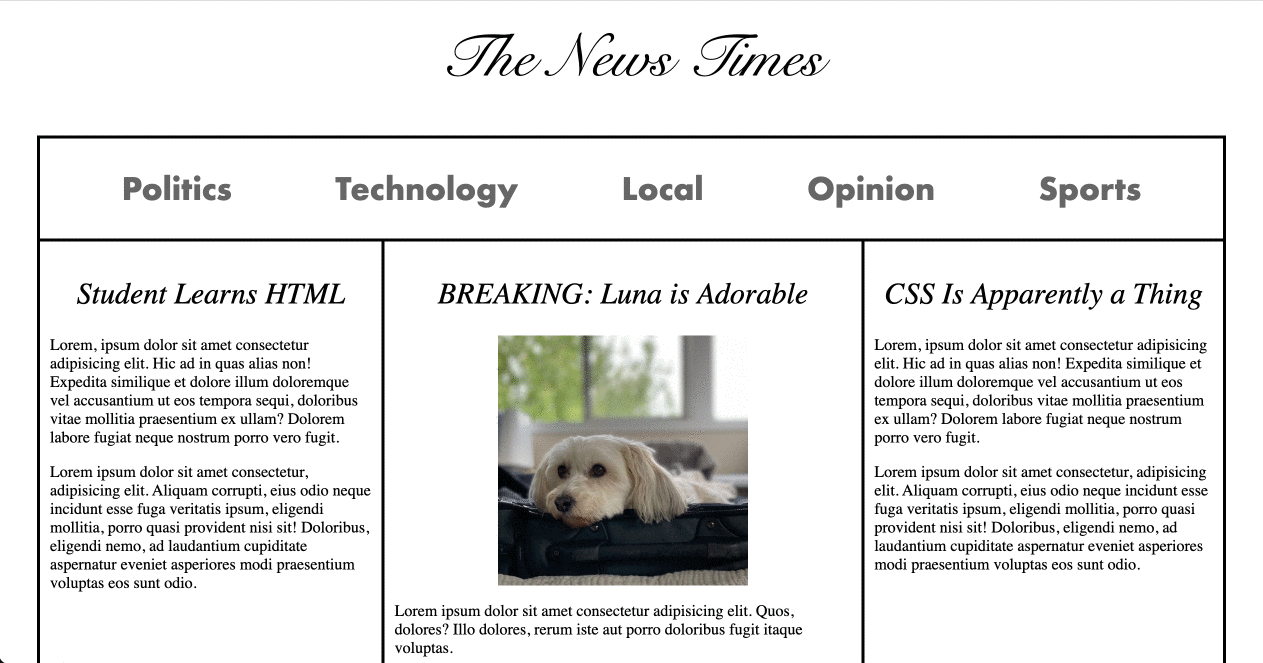 The News Times
Politics Technology Local Opinion Sports
Student Learns HTML
Lorem, ipsum dolor sit amet consectetur
adipisicing elit. Hic ad in quas alias non!
Expedita similique et dolore illum doloremque
vel accusantium ut eos tempora sequi, doloribus
vitae mollitia praesentium ex ullam? Dolorem
labore fugiat neque nostrum porro vero fugit.
Lorem ipsum dolor sit amet consectetur,
adipisicing elit. Aliquam corrupti, eius odio neque
incidunt esse fuga veritatis ipsum, eligendi
mollitia, porro quasi provident nisi sit! Doloribus,
eligendi nemo, ad laudantium cupiditate
aspernatur eveniet asperiores modi praesentium
voluptas eos sunt odio.
BREAKING: Luna is Adorable
Lorem ipsum dolor sit amet consectetur adipisicing elit. Quos,
dolores? Illo dolores, rerum iste aut porro doloribus fugit itaque
voluptas.
CSS Is Apparently a Thing
Lorem, ipsum dolor sit amet consectetur adipisicing
elit. Hic ad in quas alias non! Expedita similique et
dolore illum doloremque vel accusantium ut eos
tempora sequi, doloribus vitae mollitia praesentium
ex ullam? Dolorem labore fugiat neque nostrum
porro vero fugit.
Lorem ipsum dolor sit amet consectetur, adipisicing
elit. Aliquam corrupti, eius odio neque incidunt esse
fuga veritatis ipsum, eligendi mollitia, porro quasi
provident nisi sit! Doloribus, eligendi nemo, ad
laudantium cupiditate aspernatur eveniet asperiores
modi praesentium voluptas eos sunt odio.